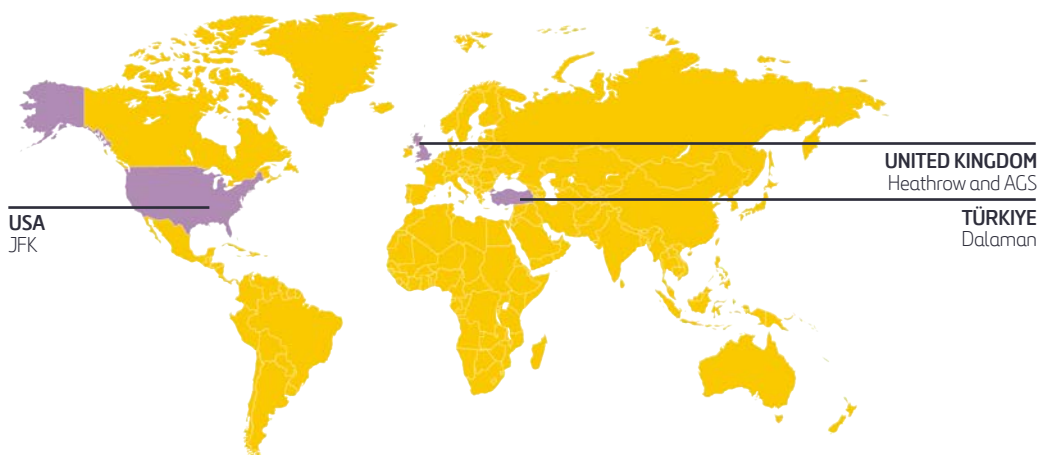 UNITED KINGDOM
Heathrow and AGS
USA
JFK
TÜRKIYE
Dalaman